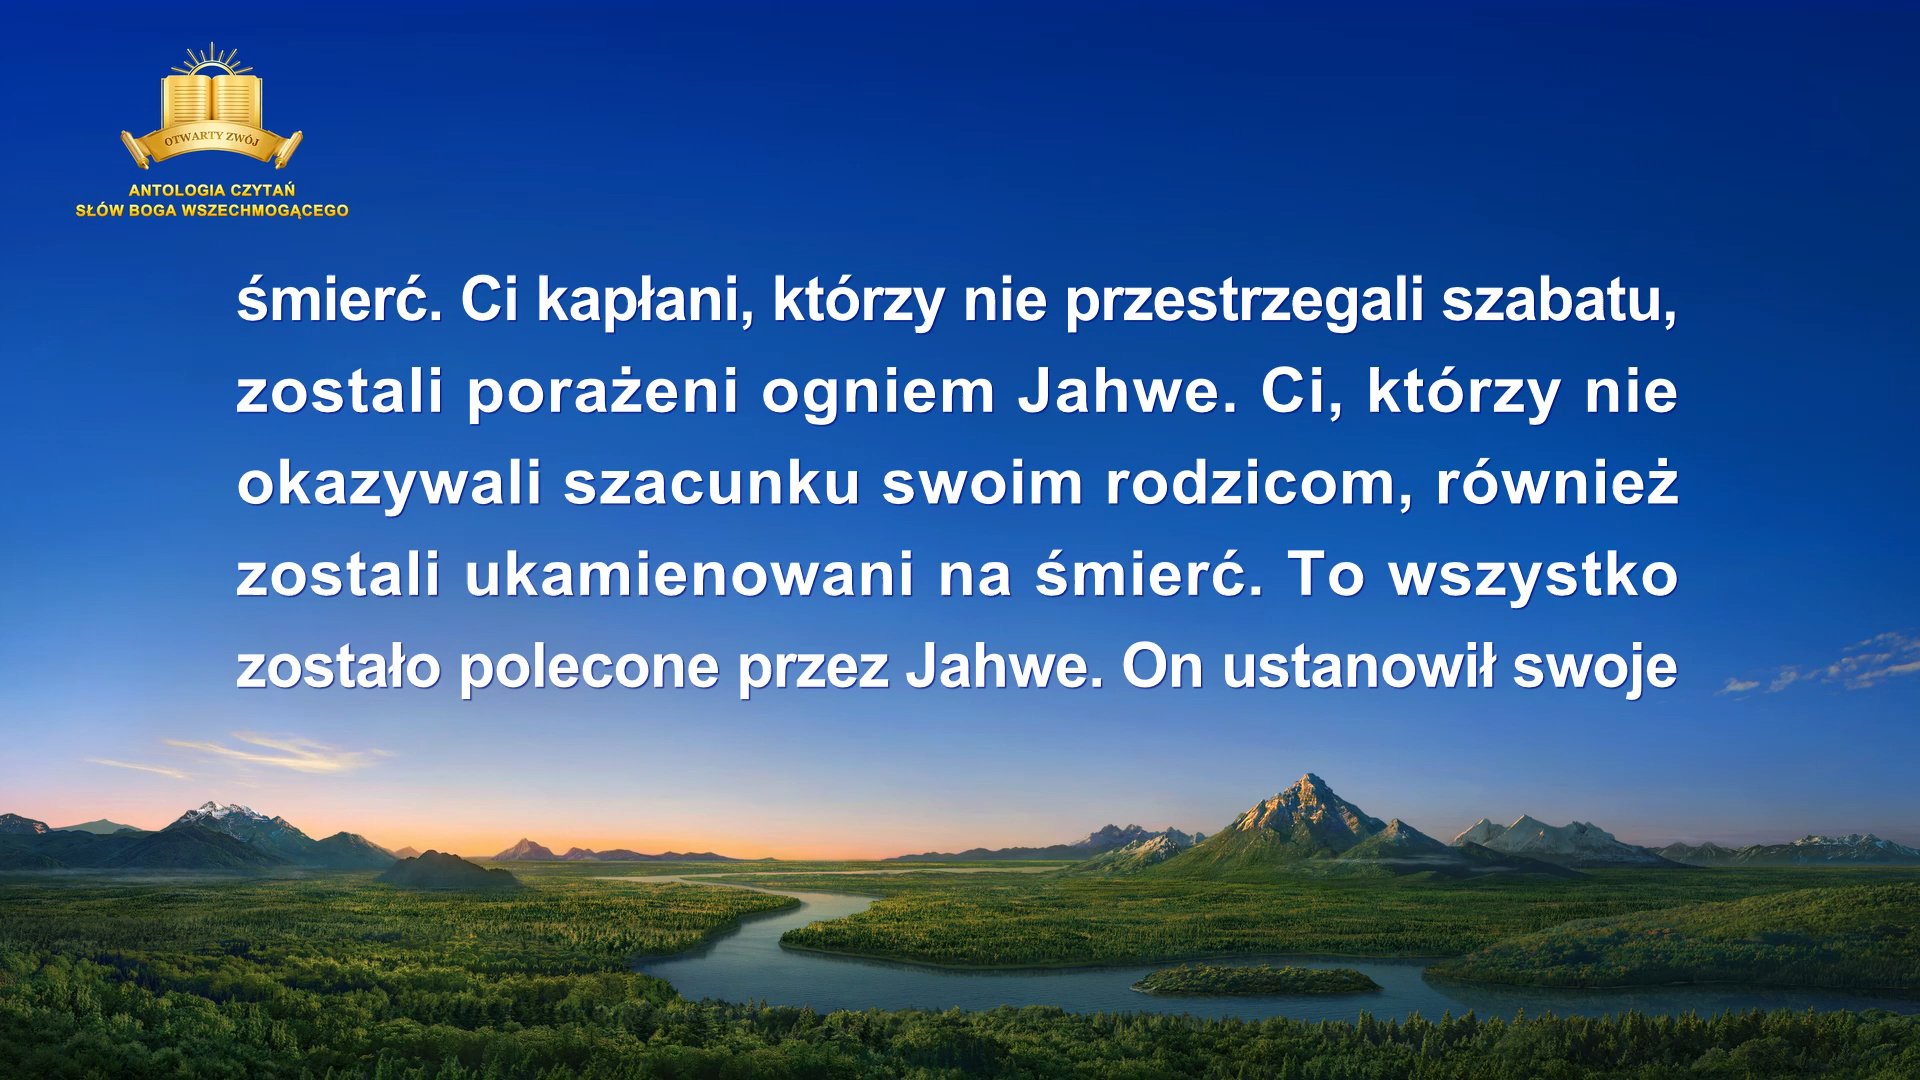 OTWARTY ZWÓJ
ANTOLOGIA CZYTAŃ
SŁÓW BOGA WSZECHMOGĄCEGO
śmierć. Ci kapłani, którzy nie przestrzegali szabatu,
zostali porażeni ogniem Jahwe. Ci, którzy nie
okazywali szacunku swoim rodzicom, również
zostali ukamienowani na śmierć. To wszystko
zostało polecone przez Jahwe. On ustanowił swoje